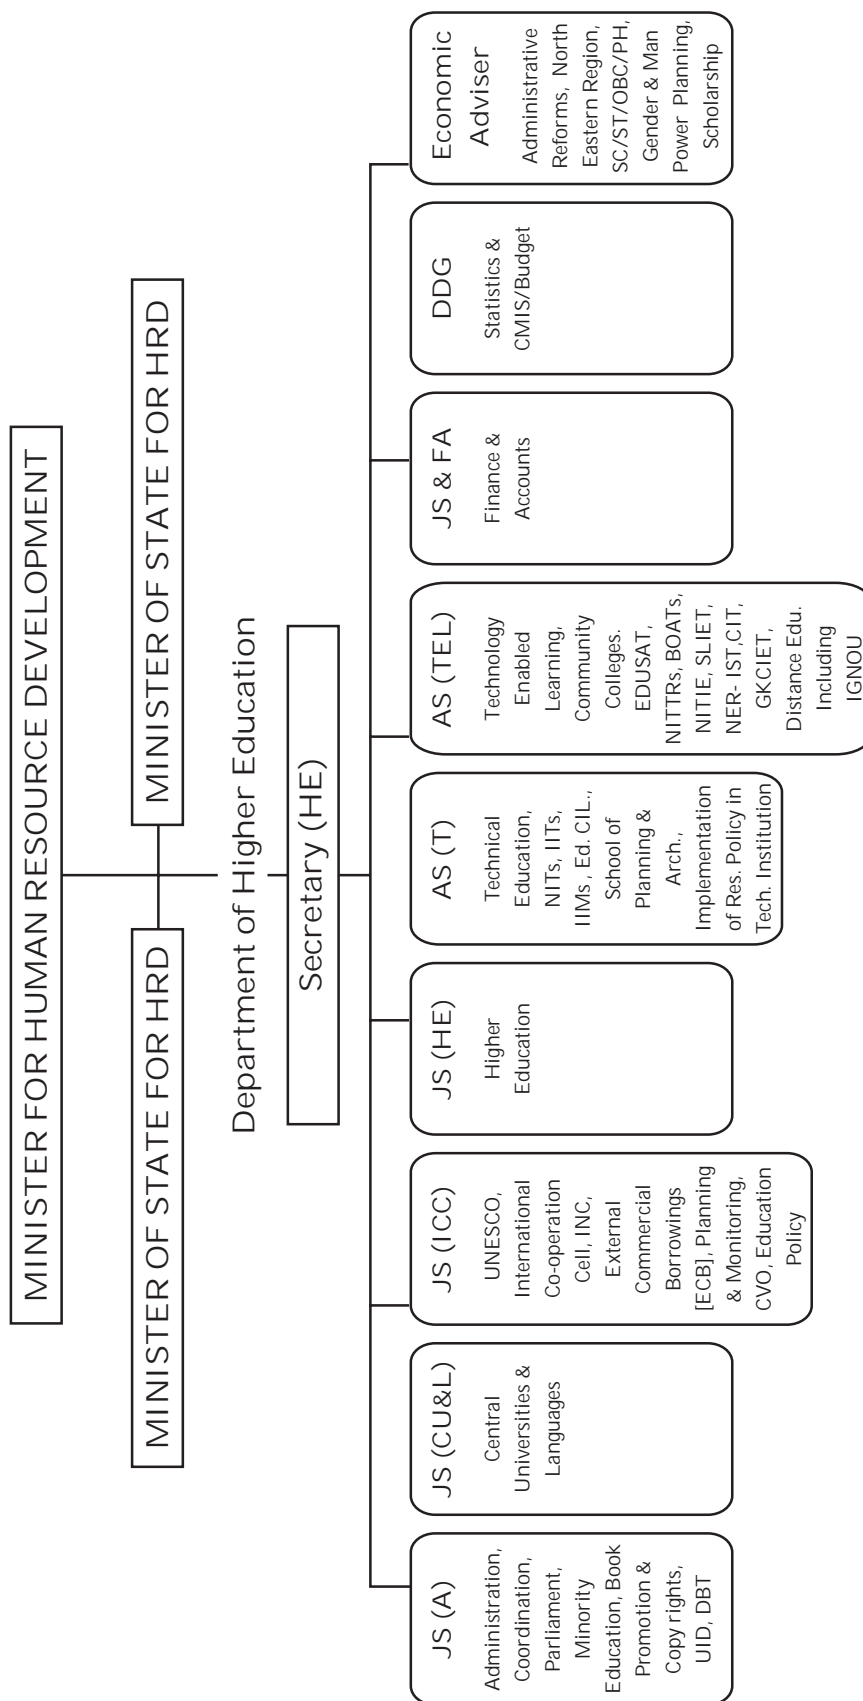 MINISTER FOR HUMAN RESOURCE DEVELOPMENT
MINISTER OF STATE FOR HRD
MINISTER OF STATE FOR HRD
Department of Higher Education
Secretary (HE)
JS (A)
Administration,
Coordination,
Parliament,
Minority
Education, Book
Promotion &
Copy rights,
UID, DBT
JS (CU&L)
Central
Universities &
Languages
JS (ICC)
UNESCO,
International
Co-operation
Cell, INC,
External
Commercial
Borrowings
[ECB], Planning
& Monitoring,
CVO, Education
Policy
JS (HE)
Higher
Education
AS (T)
Technical
Education,
NITs, IITs,
IIMs , Ed. CIL.,
School of
Planning &
Arch.,
Implementation
of Res. Policy in
Tech. Institution
AS (TEL)
Technology
Enabled
Learning,
Community
Colleges.
EDUSAT,
NITTRs, BOATs,
NITIE, SLIET,
NER- IST,CIT,
GKCIET,
Distance Edu.
Including
IGNOU
JS & FA
Finance &
Accounts
DDG
Statistics &
CMIS/Budget
Economic
Adviser
Administrative
Reforms, North
Eastern Region,
SC/ST/OBC/PH,
Gender & Man
Power Planning,
Scholarship